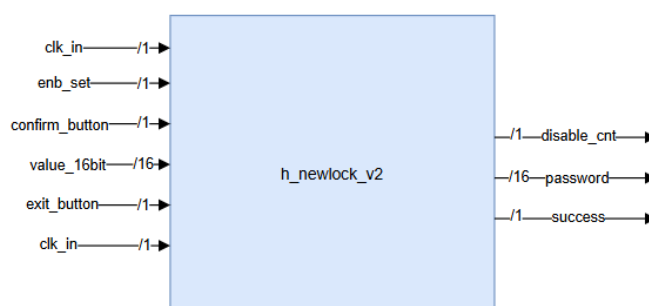 clk_in /1
enb_set /1
confirm_button /1
value_16bit /16
exit_button /1
clk_in /1
h_newlock_v2
/1 disable_cnt
/16 password
/1 success